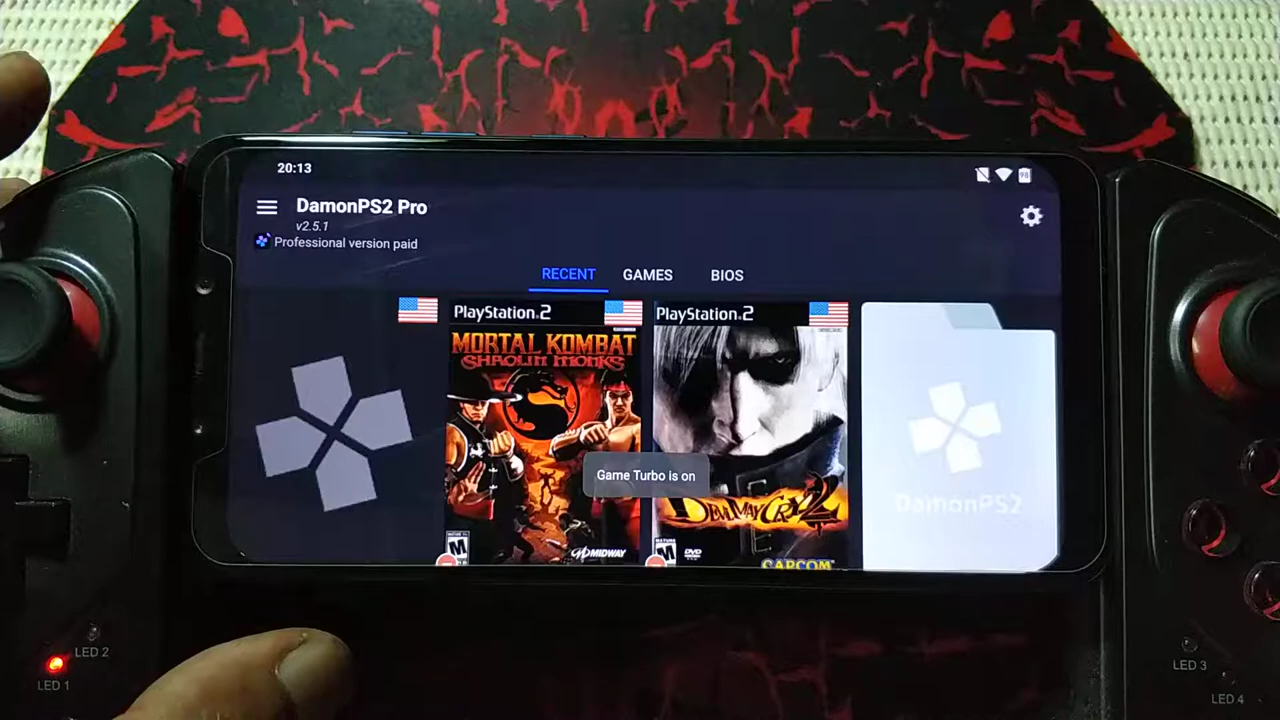 20:13
98
DamonPS2 Pro
v2.5.1
Professional version paid
RECENT
GAMES
BIOS
PlayStation 2
MORTAL KOMBAT
SHAOLIN MONKS
M
MIDWAY
PlayStation 2
Devil May Cry 2
M
DVD
CAPCOM
Game Turbo is on
DamonPS2
LED 2
LED 1
LED 3
LED 4